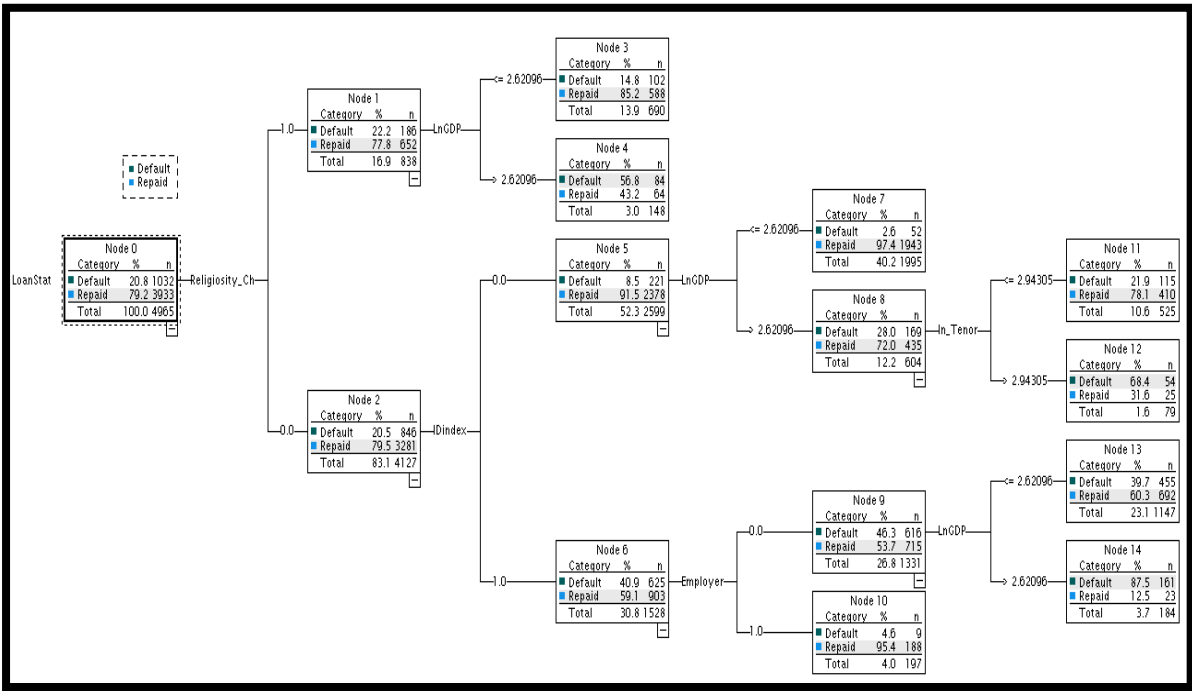 LoanStat
Default
Repaid
Node 0
Category % n
Default 20.8 1032
Repaid 79.2 3933
Total 100.0 4965
Religiosity_Ch
1.0
Node 1
Category % n
Default 22.2 186
Repaid 77.8 652
Total 16.9 838
LnGDP
<= 2.62096
Node 3
Category % n
Default 14.8 102
Repaid 85.2 588
Total 13.9 690
> 2.62096
Node 4
Category % n
Default 56.8 84
Repaid 43.2 64
Total 3.0 148
0.0
Node 2
Category % n
Default 20.5 846
Repaid 79.5 3281
Total 83.1 4127
IDindex
0.0
Node 5
Category % n
Default 8.5 221
Repaid 91.5 2378
Total 52.3 2599
LnGDP
<= 2.62096
Node 7
Category % n
Default 2.6 52
Repaid 97.4 1943
Total 40.2 1995
> 2.62096
Node 8
Category % n
Default 28.0 169
Repaid 72.0 435
Total 12.2 604
ln_Tenor
<= 2.94305
Node 11
Category % n
Default 21.9 115
Repaid 78.1 410
Total 10.6 525
> 2.94305
Node 12
Category % n
Default 68.4 54
Repaid 31.6 25
Total 1.6 79
1.0
Node 6
Category % n
Default 40.9 625
Repaid 59.1 903
Total 30.8 1528
Employer
0.0
Node 9
Category % n
Default 46.3 616
Repaid 53.7 715
Total 26.8 1331
LnGDP
<= 2.62096
Node 13
Category % n
Default 39.7 455
Repaid 60.3 692
Total 23.1 1147
> 2.62096
Node 14
Category % n
Default 87.5 161
Repaid 12.5 23
Total 3.7 184
1.0
Node 10
Category % n
Default 4.6 9
Repaid 95.4 188
Total 4.0 197